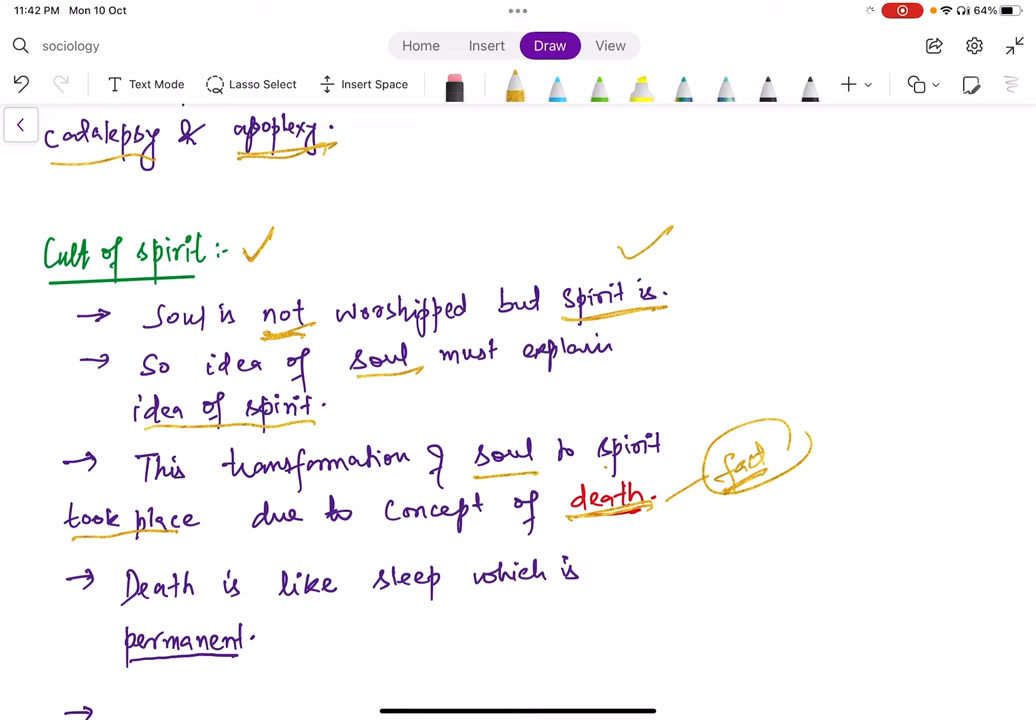 11:42 PM Mon 10 Oct
64%
sociology
Home Insert Draw View
Text Mode Lasso Select Insert Space
cadalepsy & apoplexy.
Cult of spirit :-
→ Soul is not worshipped but spirit is.
→ So idea of soul must explain
idea of spirit.
→ This transformation of soul to spirit
fact
took place due to concept of death.
→ Death is like sleep which is
permanent.
→